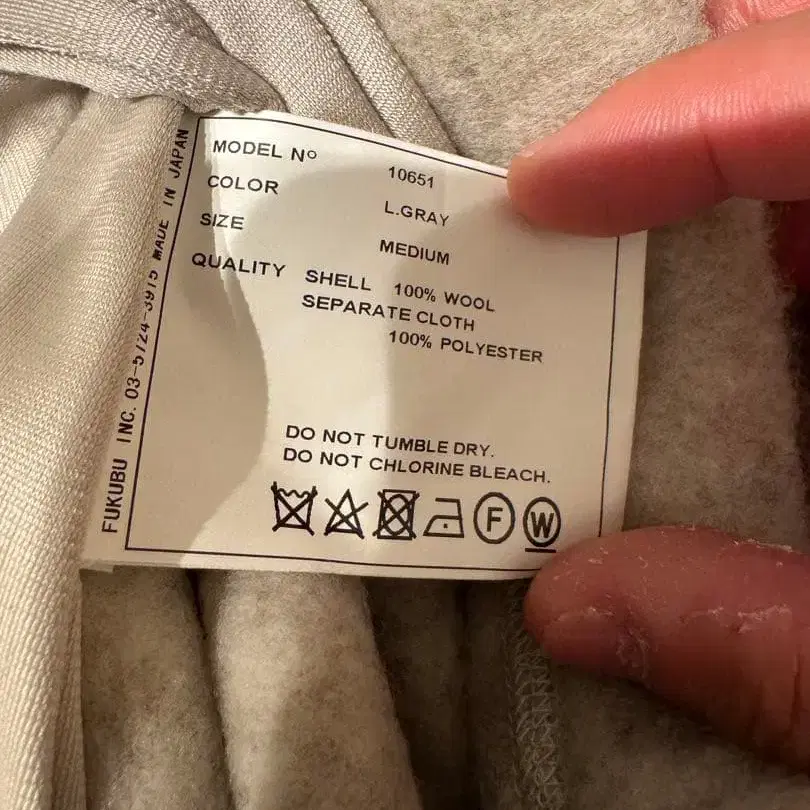 MODEL Nº 10651
COLOR L.GRAY
SIZE MEDIUM
QUALITY SHELL 100% WOOL
SEPARATE CLOTH
100% POLYESTER
DO NOT TUMBLE DRY.
DO NOT CHLORINE BLEACH.
F W
FUKUBU INC. 03-5724-3915 MADE IN JAPAN